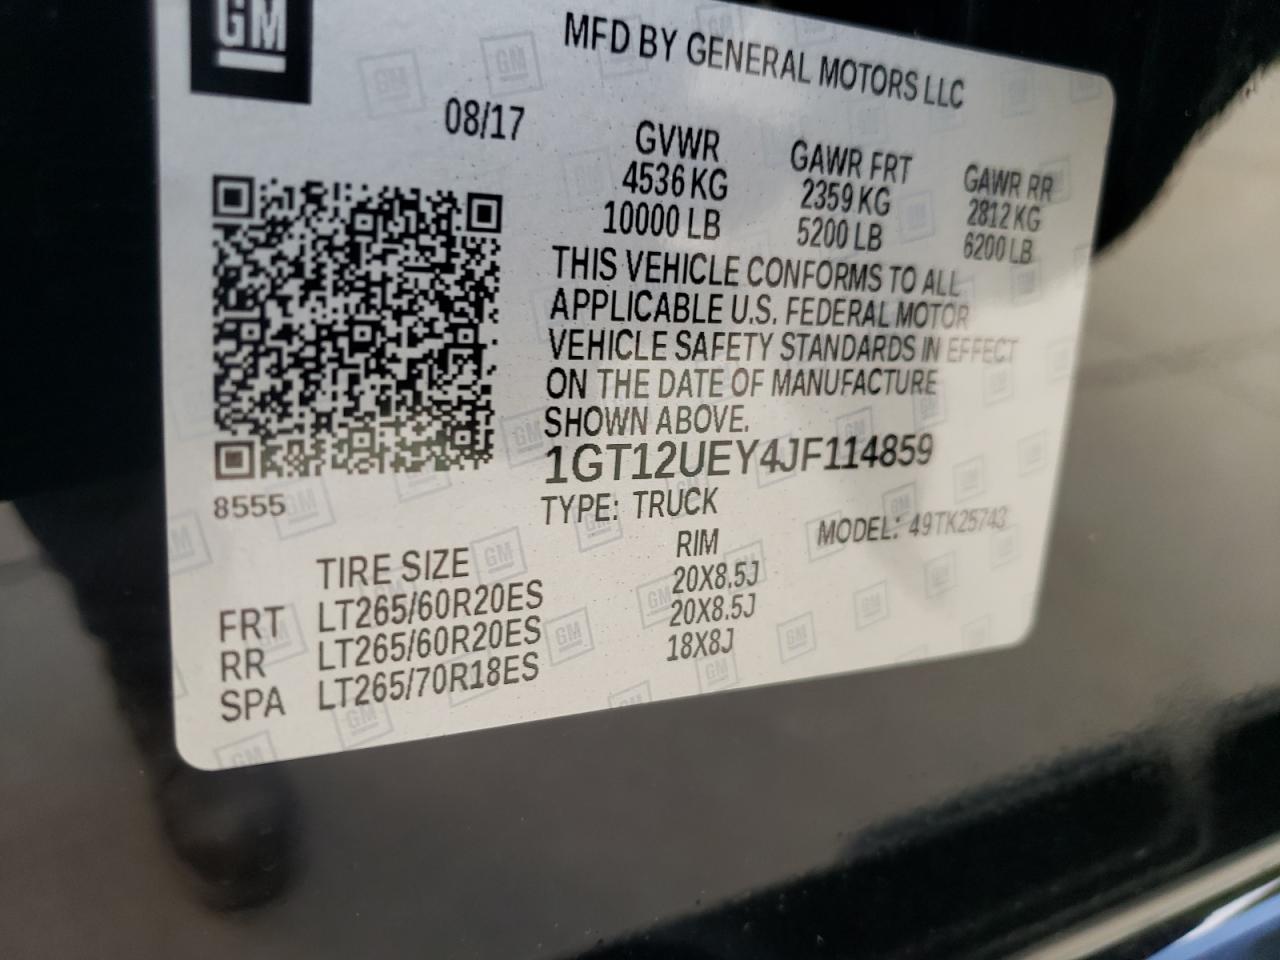 GM
MFD BY GENERAL MOTORS LLC
08/17
GVWR GAWR FRT GAWR RR
4536 KG 2359 KG 2812 KG
10000 LB 5200 LB 6200 LB
THIS VEHICLE CONFORMS TO ALL
APPLICABLE U.S. FEDERAL MOTOR
VEHICLE SAFETY STANDARDS IN EFFECT
ON THE DATE OF MANUFACTURE
SHOWN ABOVE.
1GT12UEY4JF114859
8555
TYPE: TRUCK MODEL: 49TK25743
TIRE SIZE RIM
FRT LT265/60R20ES 20X8.5J
RR LT265/60R20ES 20X8.5J
SPA LT265/70R18ES 18X8J